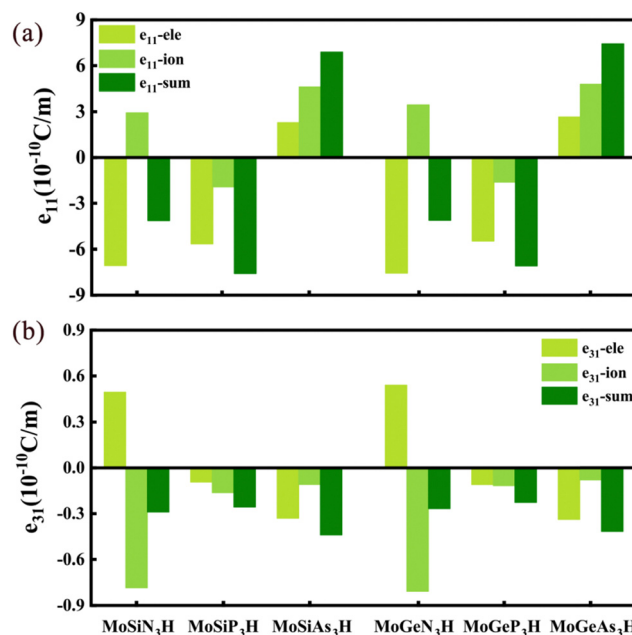 (a)
e₁₁-ele
e₁₁-ion
e₁₁-sum
e₁₁(10⁻¹⁰C/m)
9
6
3
0
-3
-6
-9
(b)
e₃₁-ele
e₃₁-ion
e₃₁-sum
e₃₁(10⁻¹⁰C/m)
0.9
0.6
0.3
0.0
-0.3
-0.6
-0.9
MoSiN₃H MoSiP₃H MoSiAs₃H MoGeN₃H MoGeP₃H MoGeAs₃H